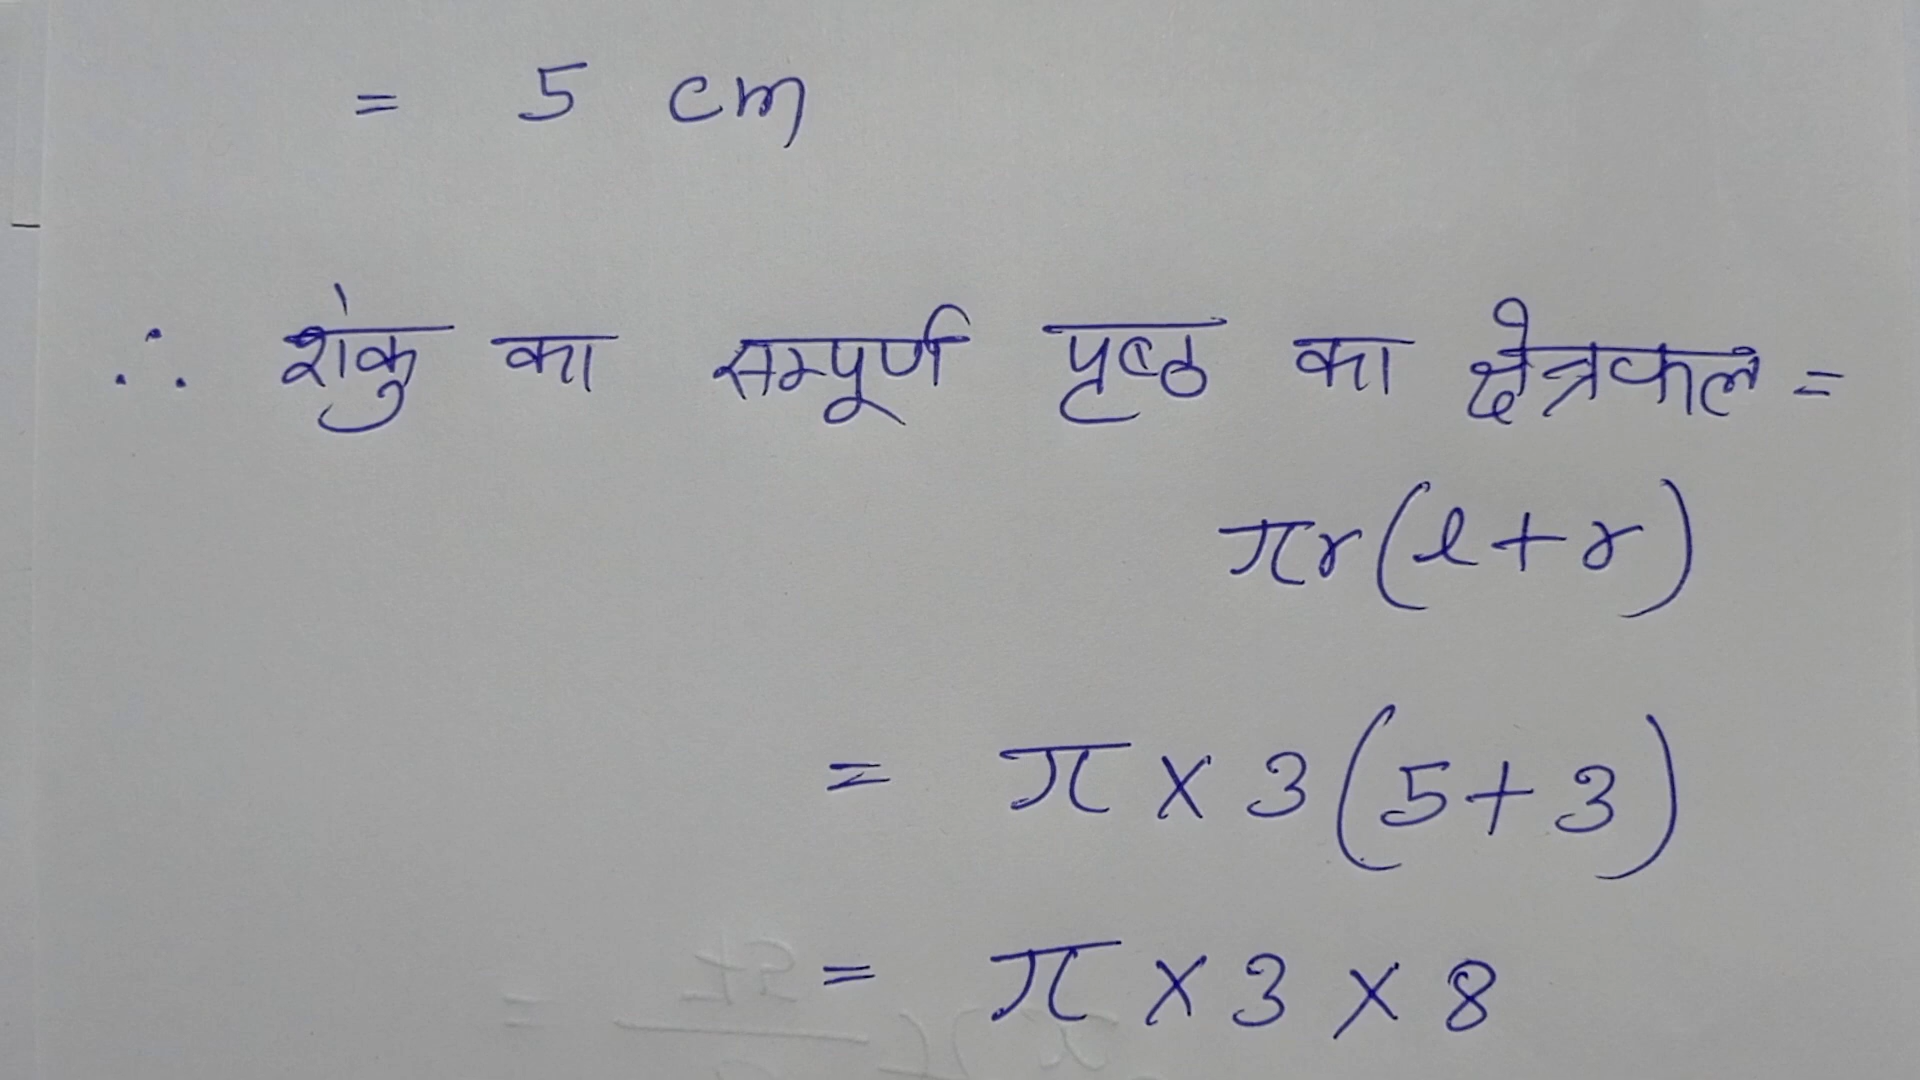 = 5 cm
∴ शंकु का सम्पूर्ण पृष्ठ का क्षेत्रफल =
πr(l+r)
= π × 3(5+3)
= π × 3 × 8